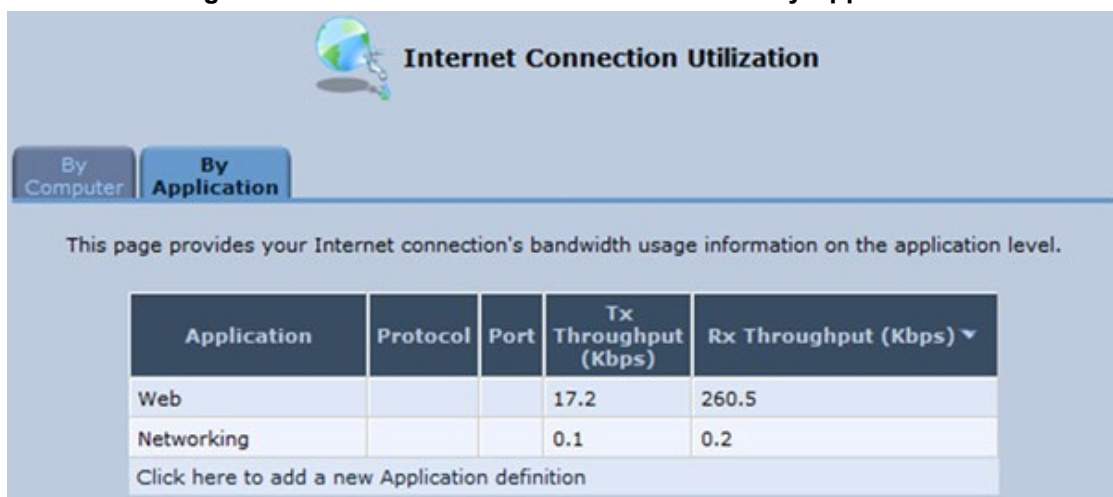 Internet Connection Utilization
By Computer
By Application
This page provides your Internet connection's bandwidth usage information on the application level.
Application Protocol Port Tx Throughput (Kbps) Rx Throughput (Kbps)
Web 17.2 260.5
Networking 0.1 0.2
Click here to add a new Application definition